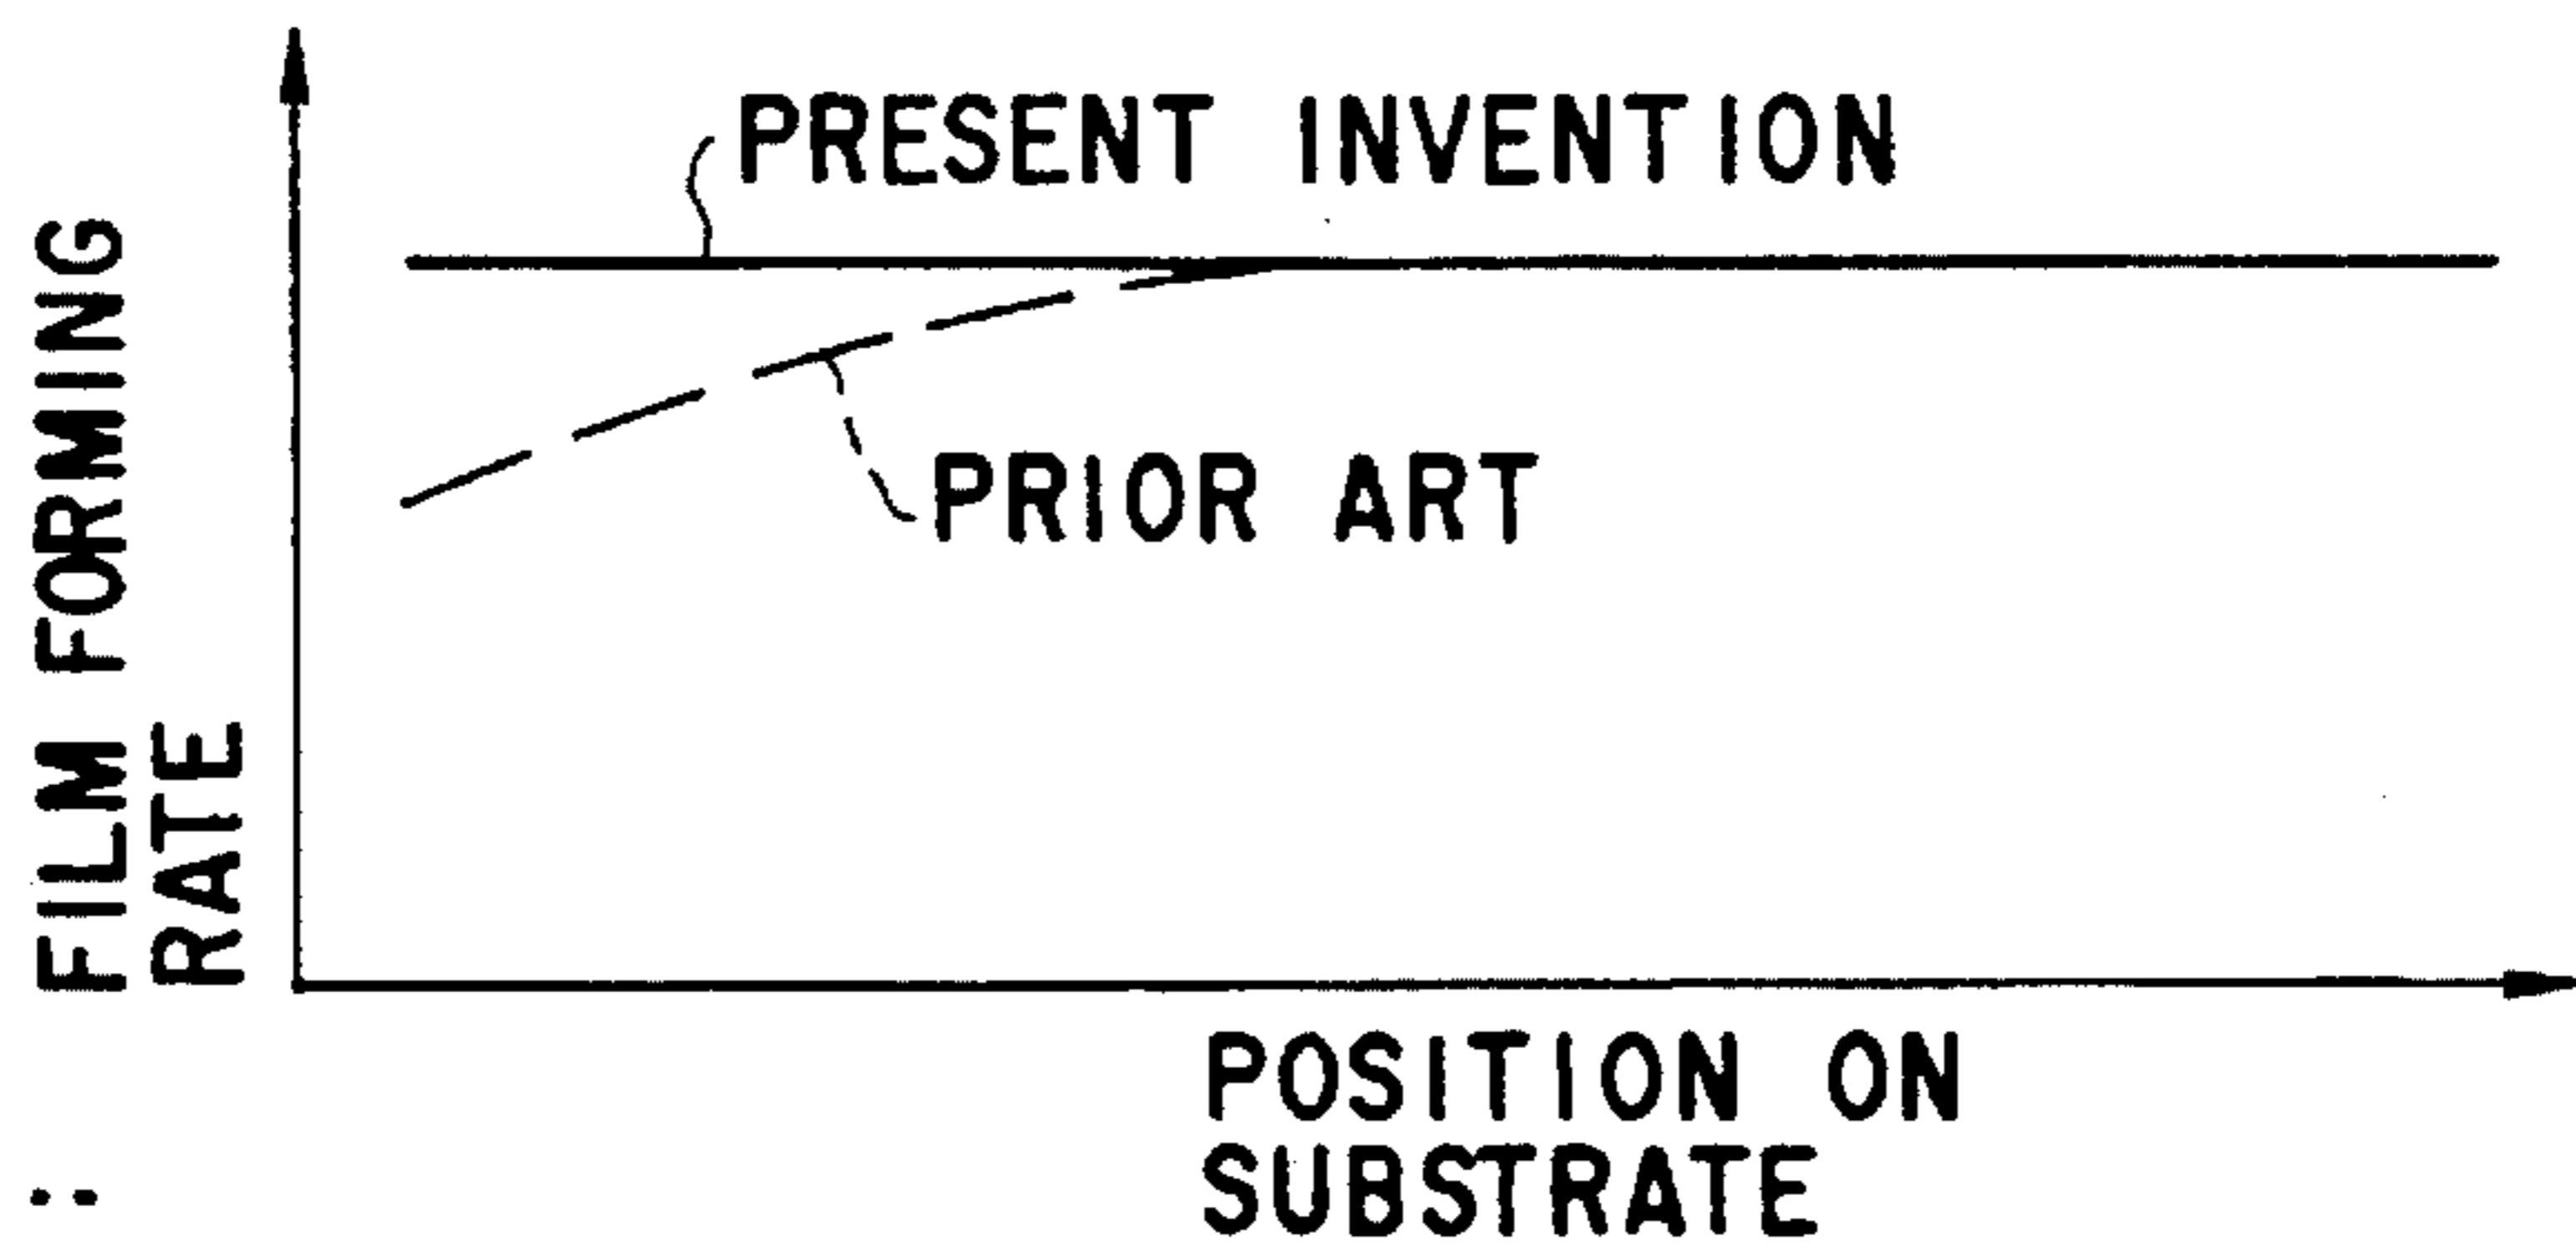 PRESENT INVENTION
PRIOR ART
FILM FORMING
RATE
POSITION ON
SUBSTRATE